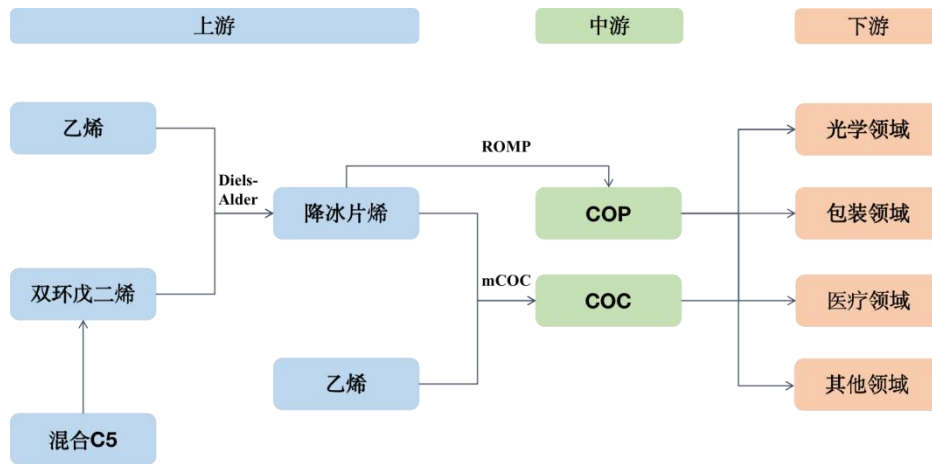 上游
中游
下游
乙烯
ROMP
光学领域
Diels-
Alder
降冰片烯
COP
包装领域
双环戊二烯
mCOC
COC
医疗领域
乙烯
其他领域
混合C5